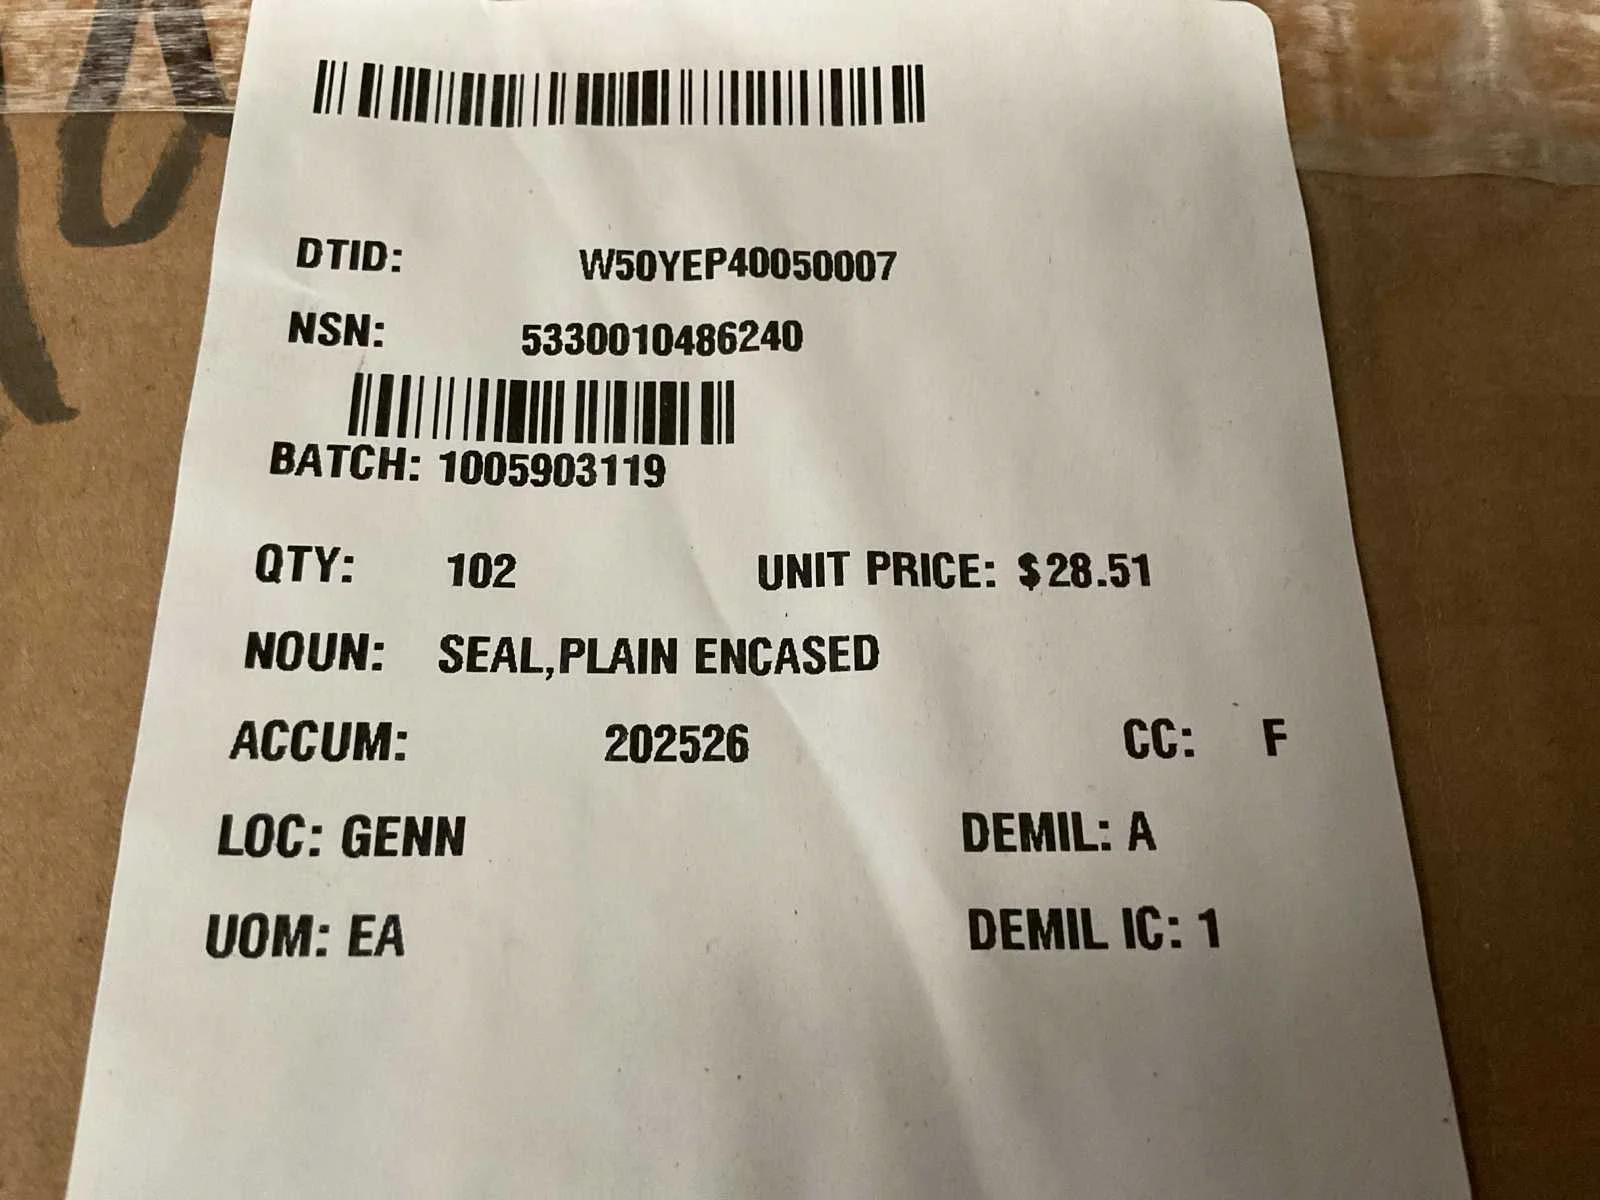 DTID: W50YEP40050007
NSN: 5330010486240
BATCH: 1005903119
QTY: 102 UNIT PRICE: $28.51
NOUN: SEAL,PLAIN ENCASED
ACCUM: 202526 CC: F
LOC: GENN DEMIL: A
UOM: EA DEMIL IC: 1